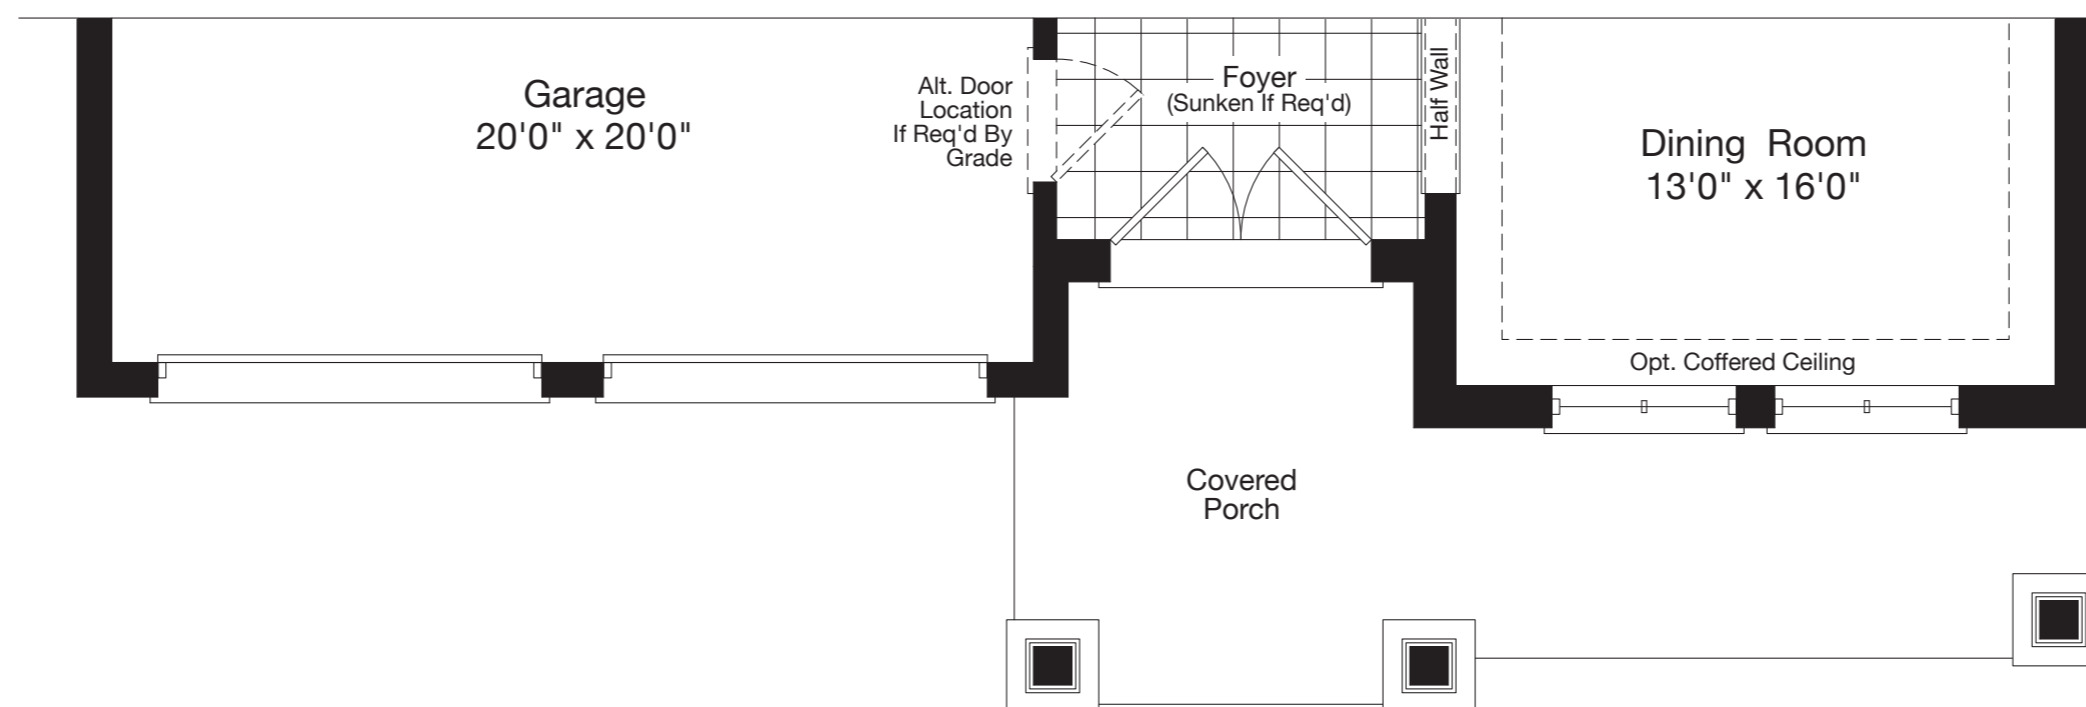 Garage
20'0" x 20'0"
Alt. Door
Location
If Req'd By
Grade
Foyer
(Sunken If Req'd)
Half Wall
Dining Room
13'0" x 16'0"
Opt. Coffered Ceiling
Covered
Porch